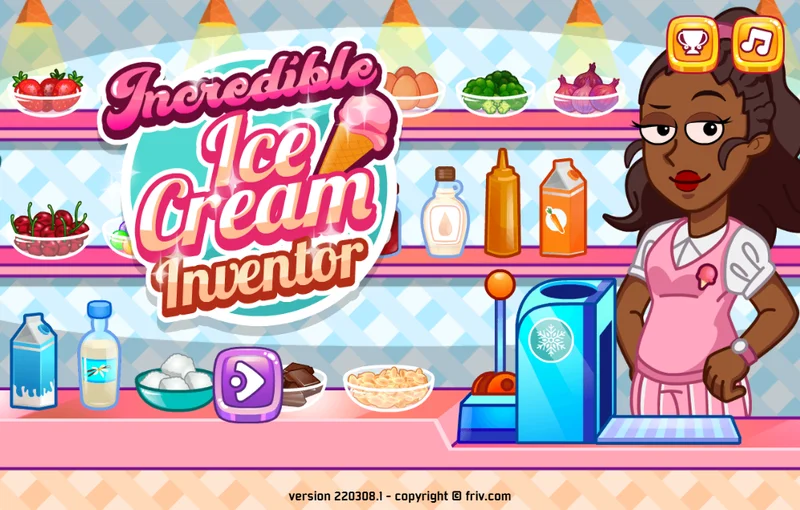 Incredible
Ice
Cream
Inventor
version 220308.1 - copyright © friv.com